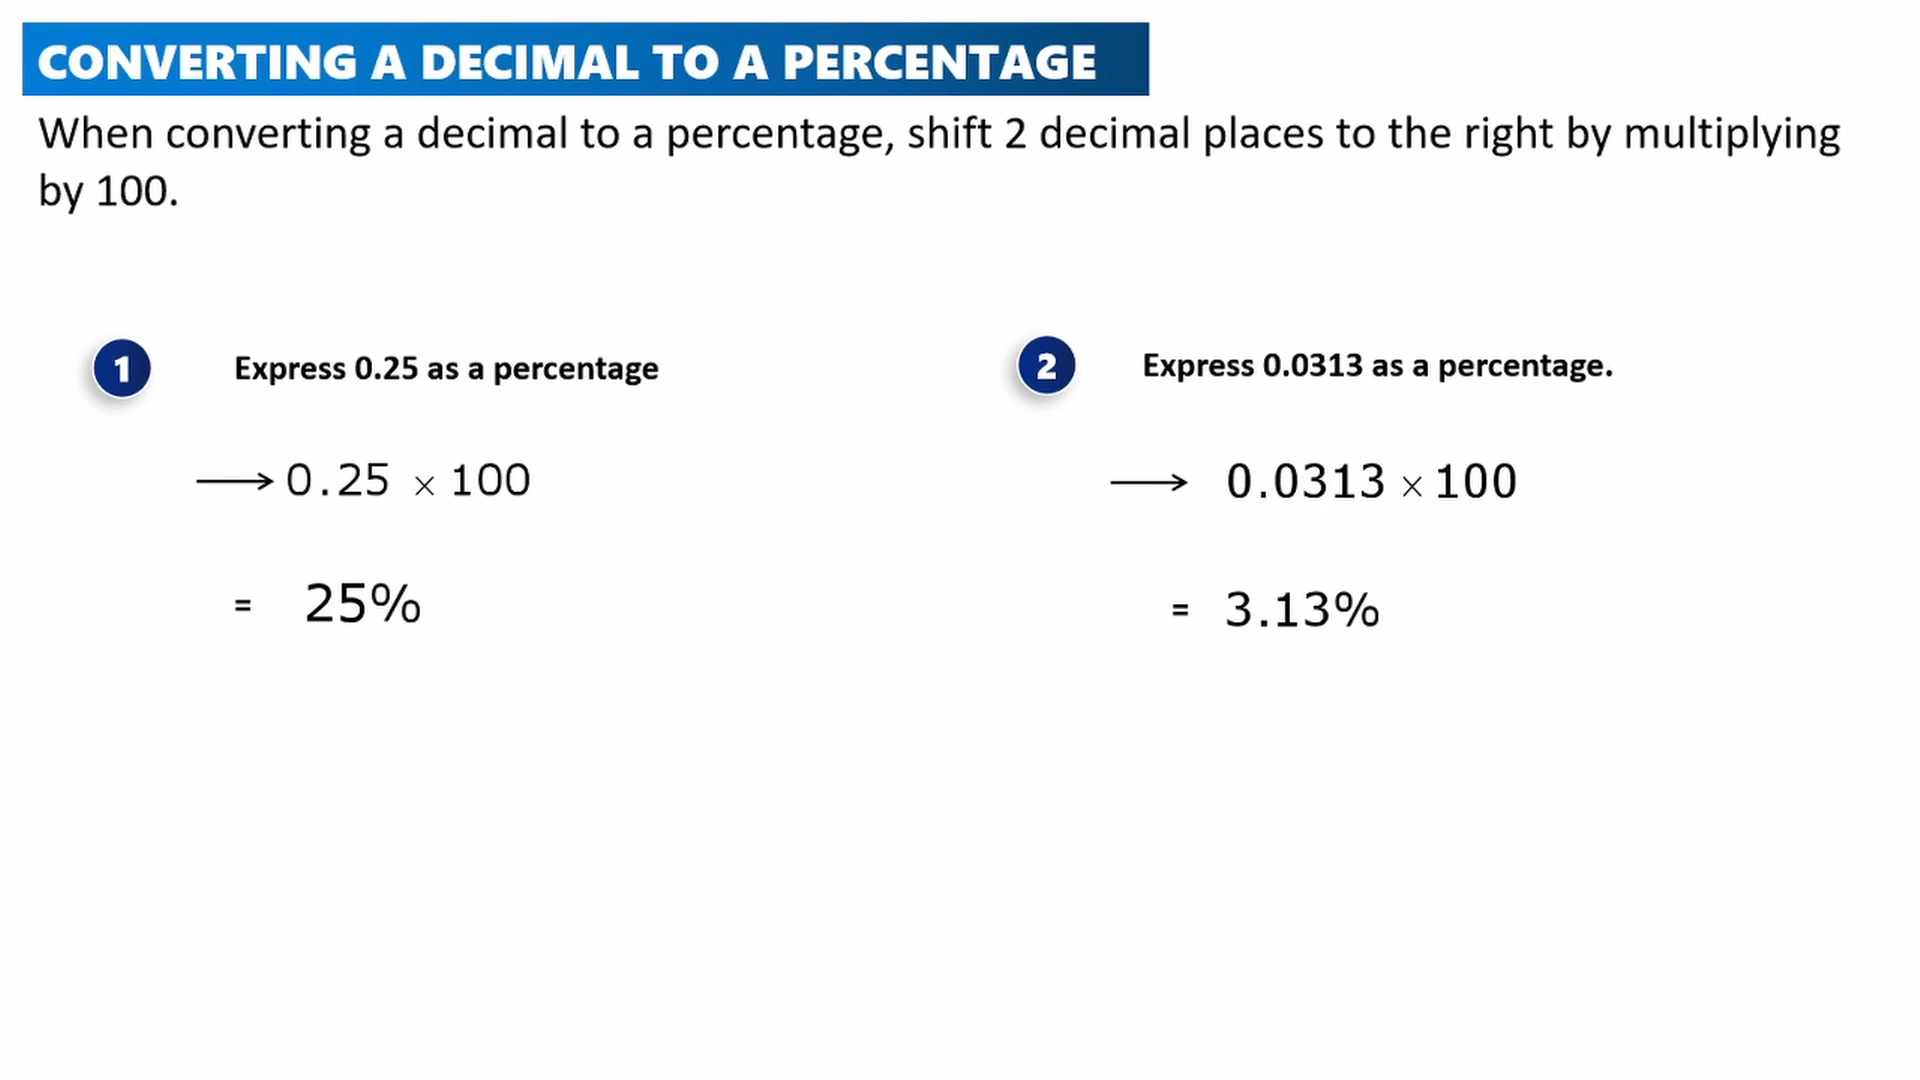 CONVERTING A DECIMAL TO A PERCENTAGE
When converting a decimal to a percentage, shift 2 decimal places to the right by multiplying
by 100.
1 Express 0.25 as a percentage
→ 0.25 × 100
= 25%
2 Express 0.0313 as a percentage.
→ 0.0313 × 100
= 3.13%